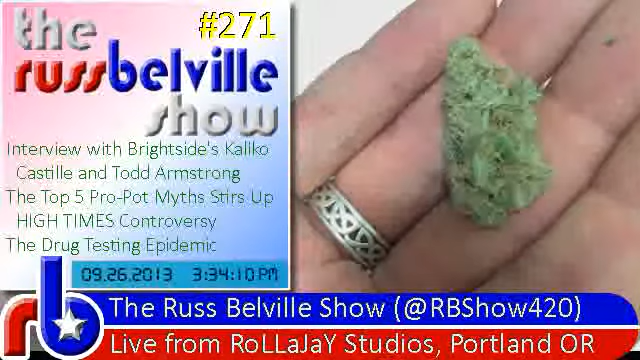 #271
the
russbelville
show
Interview with Brightside's Kaliko
Castille and Todd Armstrong
The Top 5 Pro-Pot Myths Stirs Up
HIGH TIMES Controversy
The Drug Testing Epidemic
09.26.2013 3:34:10 PM
rb
The Russ Belville Show (@RBShow420)
Live from RoLLaJaY Studios, Portland OR